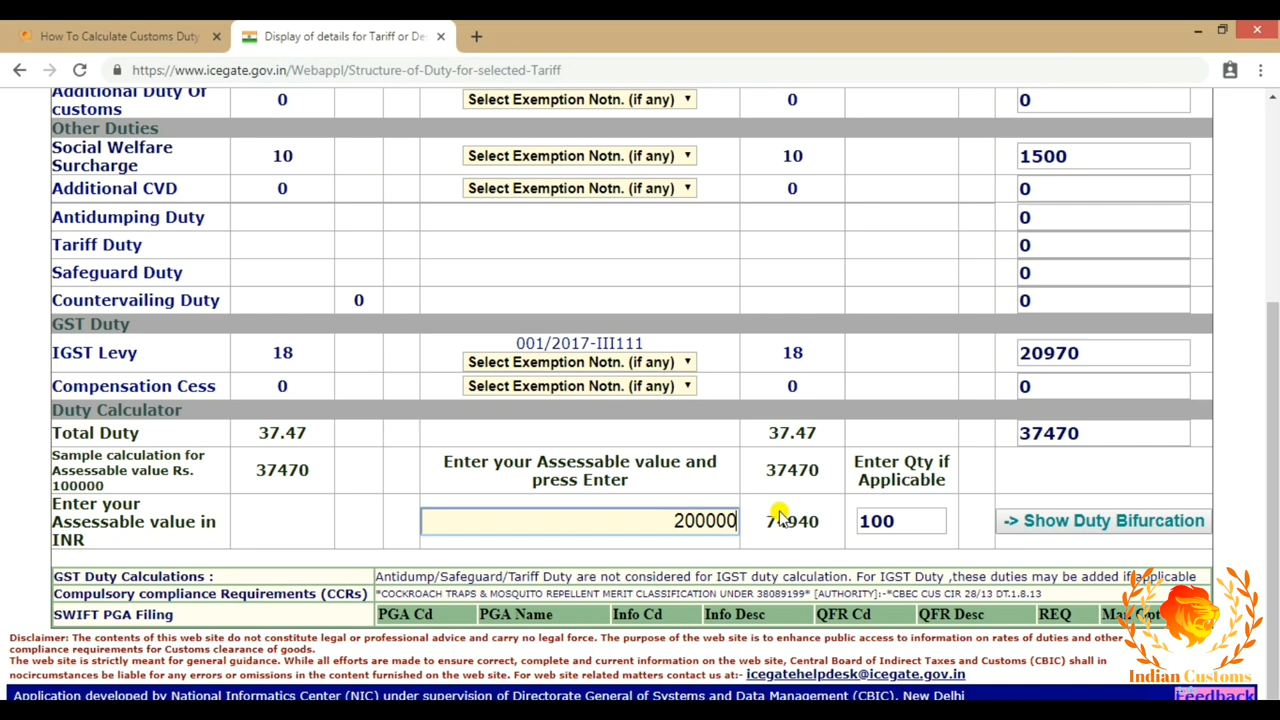 How To Calculate Customs Duty
Display of details for Tariff or De
https://www.icegate.gov.in/Webappl/Structure-of-Duty-for-selected-Tariff
Additional Duty Of customs 0 Select Exemption Notn. (if any) 0 0
Other Duties
Social Welfare Surcharge 10 Select Exemption Notn. (if any) 10 1500
Additional CVD 0 Select Exemption Notn. (if any) 0 0
Antidumping Duty 0
Tariff Duty 0
Safeguard Duty 0
Countervailing Duty 0 0
GST Duty
001/2017-III111
IGST Levy 18 Select Exemption Notn. (if any) 18 20970
Compensation Cess 0 Select Exemption Notn. (if any) 0 0
Duty Calculator
Total Duty 37.47 37.47 37470
Sample calculation for Assessable value Rs. 100000 37470 Enter your Assessable value and press Enter 37470 Enter Qty if Applicable
Enter your Assessable value in INR 200000 100 -> Show Duty Bifurcation
GST Duty Calculations : Antidump/Safeguard/Tariff Duty are not considered for IGST duty calculation. For IGST Duty ,these duties may be added if applicable
Compulsory compliance Requirements (CCRs) *COCKROACH TRAPS & MOSQUITO REPELLENT MERIT CLASSIFICATION UNDER 38089199* [AUTHORITY]:-*CBEC CUS CIR 28/13 DT.1.8.13
SWIFT PGA Filing PGA Cd PGA Name Info Cd Info Desc QFR Cd QFR Desc REQ
Disclaimer: The contents of this web site do not constitute legal or professional advice and carry no legal force. The purpose of the web site is to enhance public access to information on rates of duties and other
compliance requirements for Customs clearance of goods.
The web site is strictly meant for general guidance. While all efforts are made to ensure correct, complete and current information on the web site, Central Board of Indirect Taxes and Customs (CBIC) shall in
nocircumstances be liable for any errors or omissions in the content furnished on the web site. For web site related matters contact us at:- icegatehelpdesk@icegate.gov.in
Application developed by National Informatics Center (NIC) under supervision of Directorate General of Systems and Data Management (CBIC), New Delhi
Feedback
Indian Customs